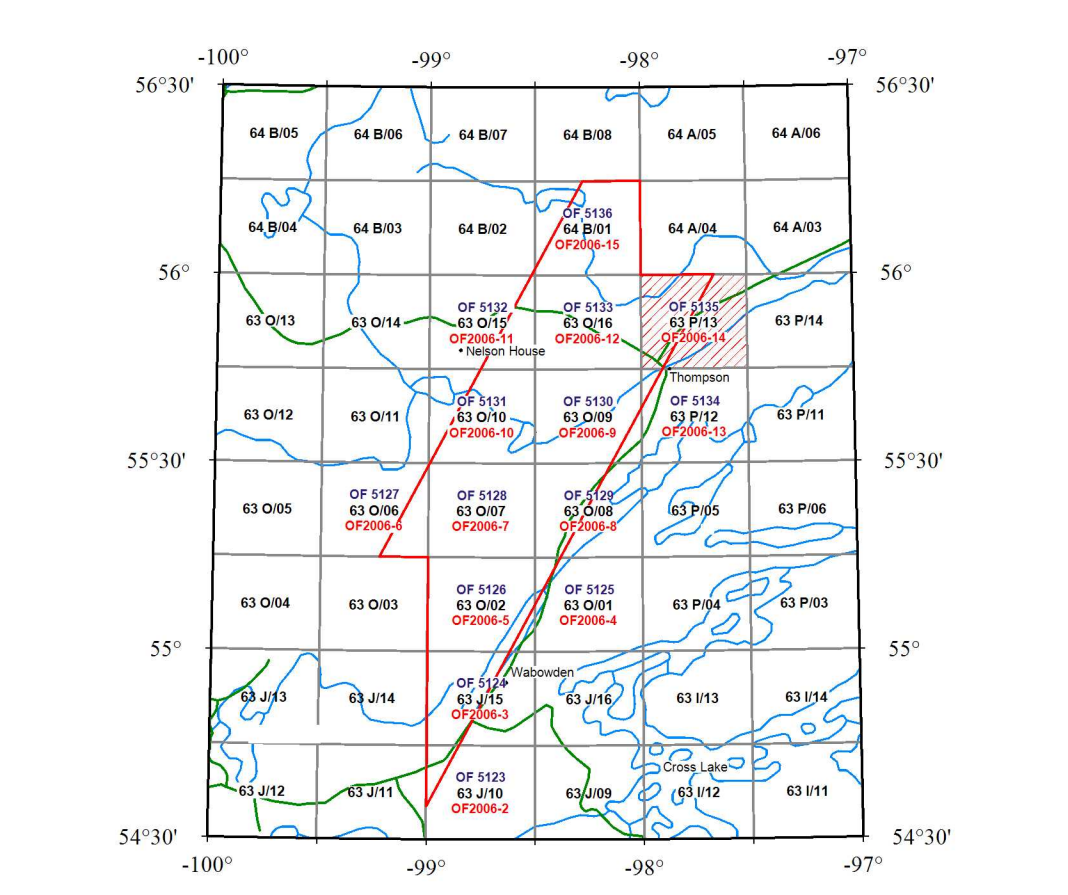 -100° -99° -98° -97°
56°30' 56°30'
64 B/05 64 B/06 64 B/07 64 B/08 64 A/05 64 A/06
OF 5136
64 B/04 64 B/03 64 B/02 64 B/01 64 A/04 64 A/03
OF2006-15
56° 56°
OF 5132 OF 5133 OF 5135
63 O/13 63 O/14 63 O/15 63 O/16 63 P/13 63 P/14
OF2006-11 OF2006-12 OF2006-14
Nelson House
Thompson
OF 5131 OF 5130 OF 5134
63 O/12 63 O/11 63 O/10 63 O/09 63 P/12 63 P/11
OF2006-10 OF2006-9 OF2006-13
55°30' 55°30'
OF 5127 OF 5128 OF 5129
63 O/05 63 O/06 63 O/07 63 O/08 63 P/05 63 P/06
OF2006-6 OF2006-7 OF2006-8
OF 5126 OF 5125
63 O/04 63 O/03 63 O/02 63 O/01 63 P/04 63 P/03
OF2006-5 OF2006-4
55° 55°
Wabowden
OF 5124
63 J/13 63 J/14 63 J/15 63 J/16 63 I/13 63 I/14
OF2006-3
Cross Lake
OF 5123
63 J/12 63 J/11 63 J/10 63 J/09 63 I/12 63 I/11
OF2006-2
54°30' 54°30'
-100° -99° -98° -97°